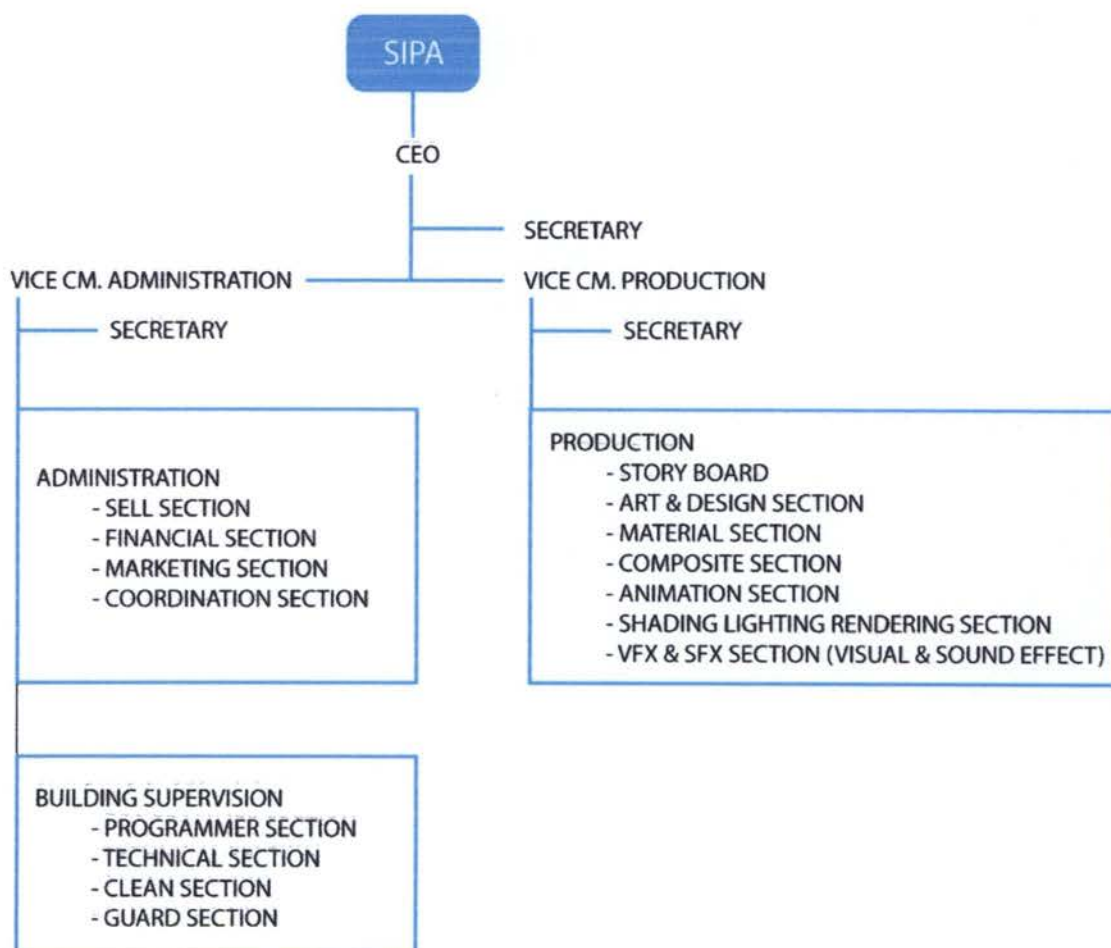 SIPA
CEO
SECRETARY
VICE CM. ADMINISTRATION
VICE CM. PRODUCTION
SECRETARY
SECRETARY
ADMINISTRATION
- SELL SECTION
- FINANCIAL SECTION
- MARKETING SECTION
- COORDINATION SECTION
PRODUCTION
- STORY BOARD
- ART & DESIGN SECTION
- MATERIAL SECTION
- COMPOSITE SECTION
- ANIMATION SECTION
- SHADING LIGHTING RENDERING SECTION
- VFX & SFX SECTION (VISUAL & SOUND EFFECT)
BUILDING SUPERVISION
- PROGRAMMER SECTION
- TECHNICAL SECTION
- CLEAN SECTION
- GUARD SECTION